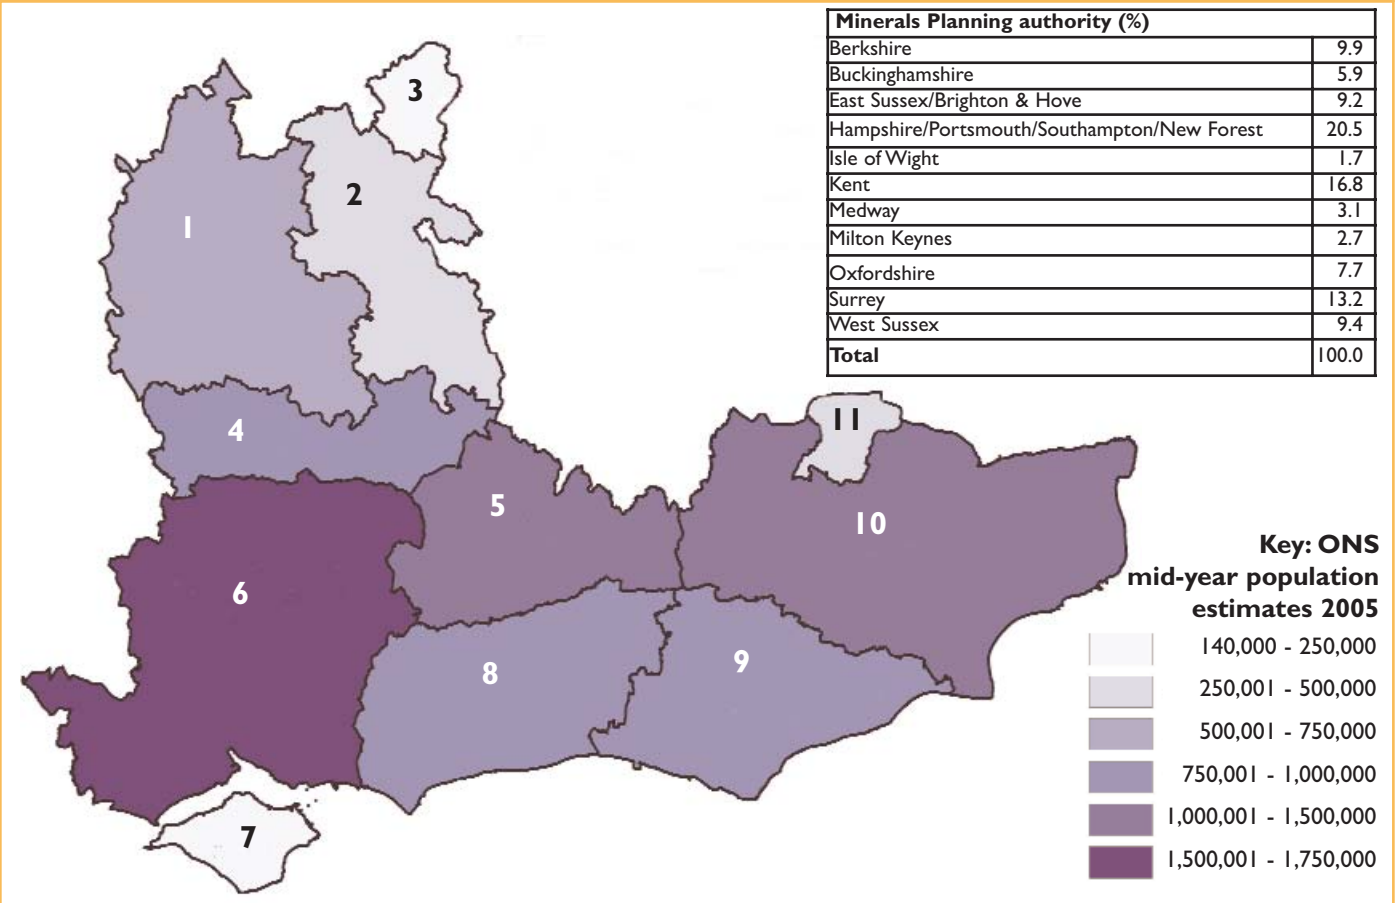 Minerals Planning authority (%)
Berkshire 9.9
Buckinghamshire 5.9
East Sussex/Brighton & Hove 9.2
Hampshire/Portsmouth/Southampton/New Forest 20.5
Isle of Wight 1.7
Kent 16.8
Medway 3.1
Milton Keynes 2.7
Oxfordshire 7.7
Surrey 13.2
West Sussex 9.4
Total 100.0
3
2
1
11
4
5
10
6
9
8
7
Key: ONS
mid-year population
estimates 2005
140,000 - 250,000
250,001 - 500,000
500,001 - 750,000
750,001 - 1,000,000
1,000,001 - 1,500,000
1,500,001 - 1,750,000